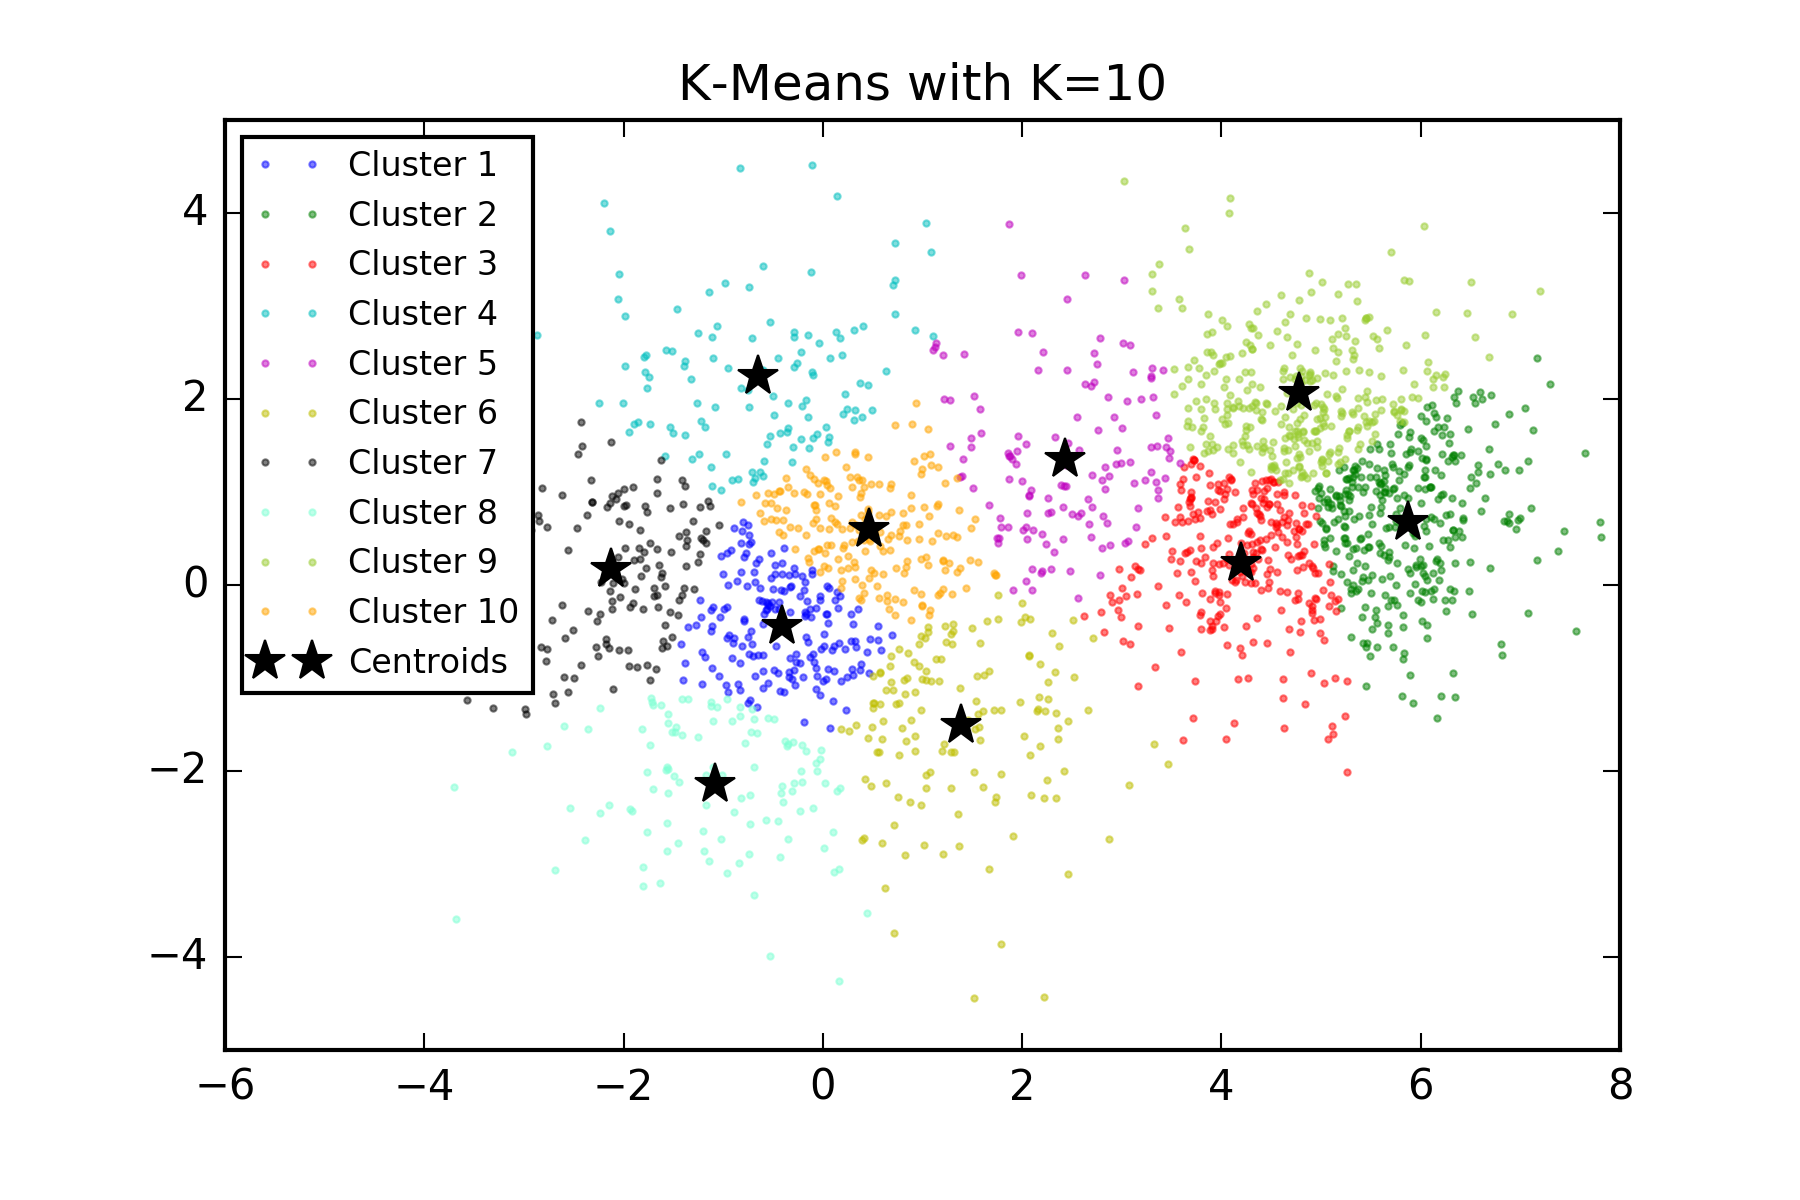 K-Means with K=10
Cluster 1
Cluster 2
Cluster 3
Cluster 4
Cluster 5
Cluster 6
Cluster 7
Cluster 8
Cluster 9
Cluster 10
Centroids
4
2
0
−2
−4
−6 −4 −2 0 2 4 6 8